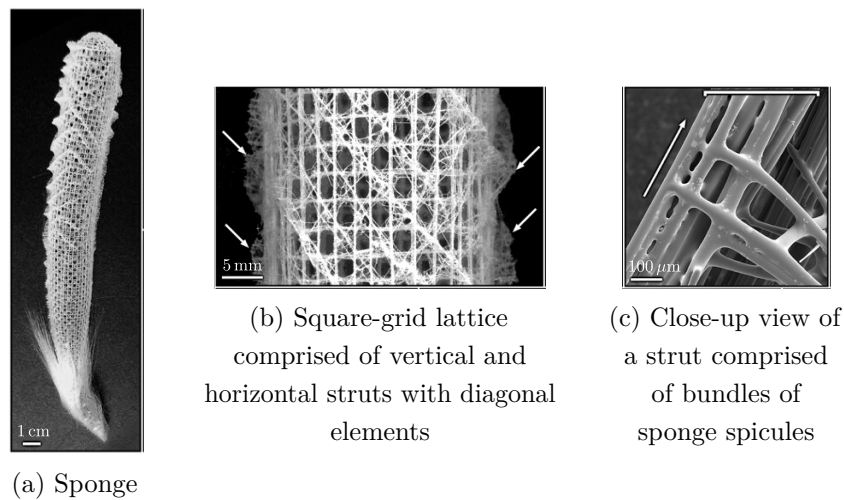 1 cm
(a) Sponge
5 mm
(b) Square-grid lattice
comprised of vertical and
horizontal struts with diagonal
elements
100 μm
(c) Close-up view of
a strut comprised
of bundles of
sponge spicules